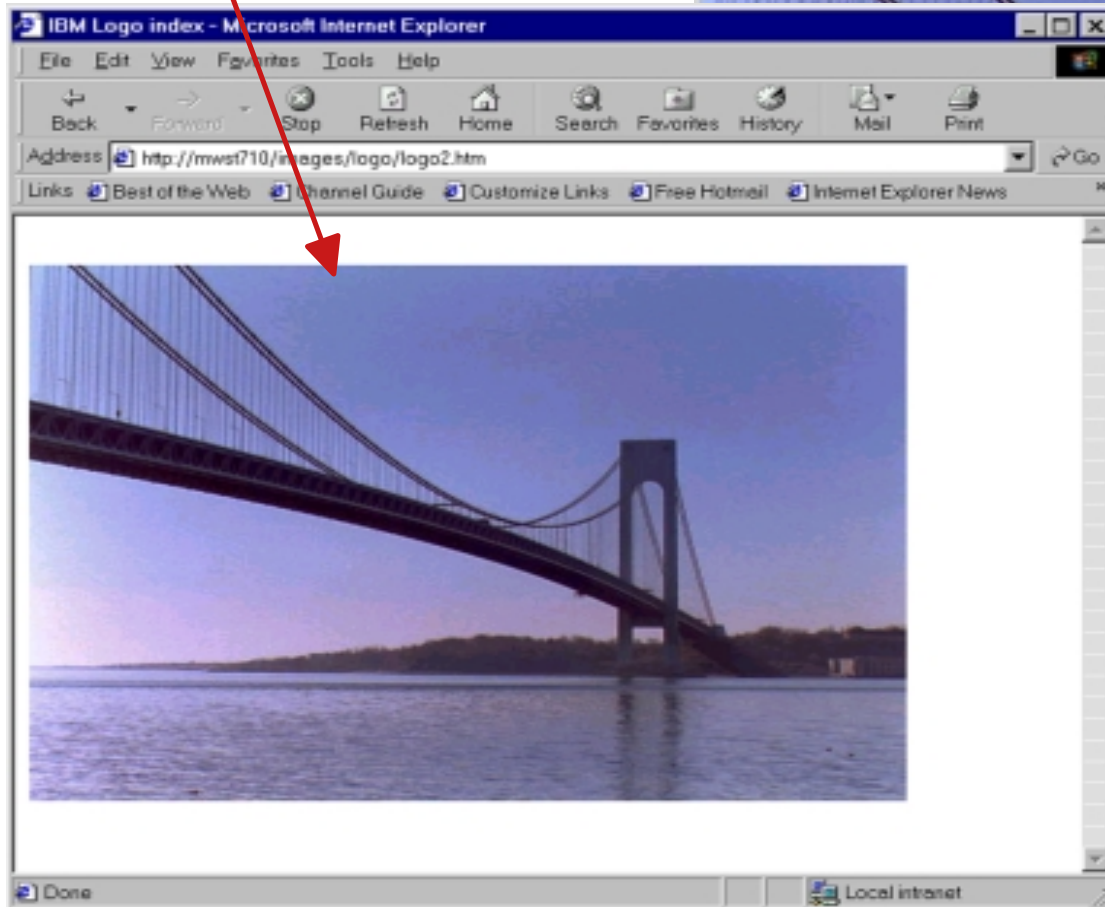 IBM Logo index - Microsoft Internet Explorer
File Edit View Favorites Tools Help
Back Forward Stop Refresh Home Search Favorites History Mail Print
Address http://mwst710/images/logo/logo2.htm Go
Links Best of the Web Channel Guide Customize Links Free Hotmail Internet Explorer News
Done Local intranet